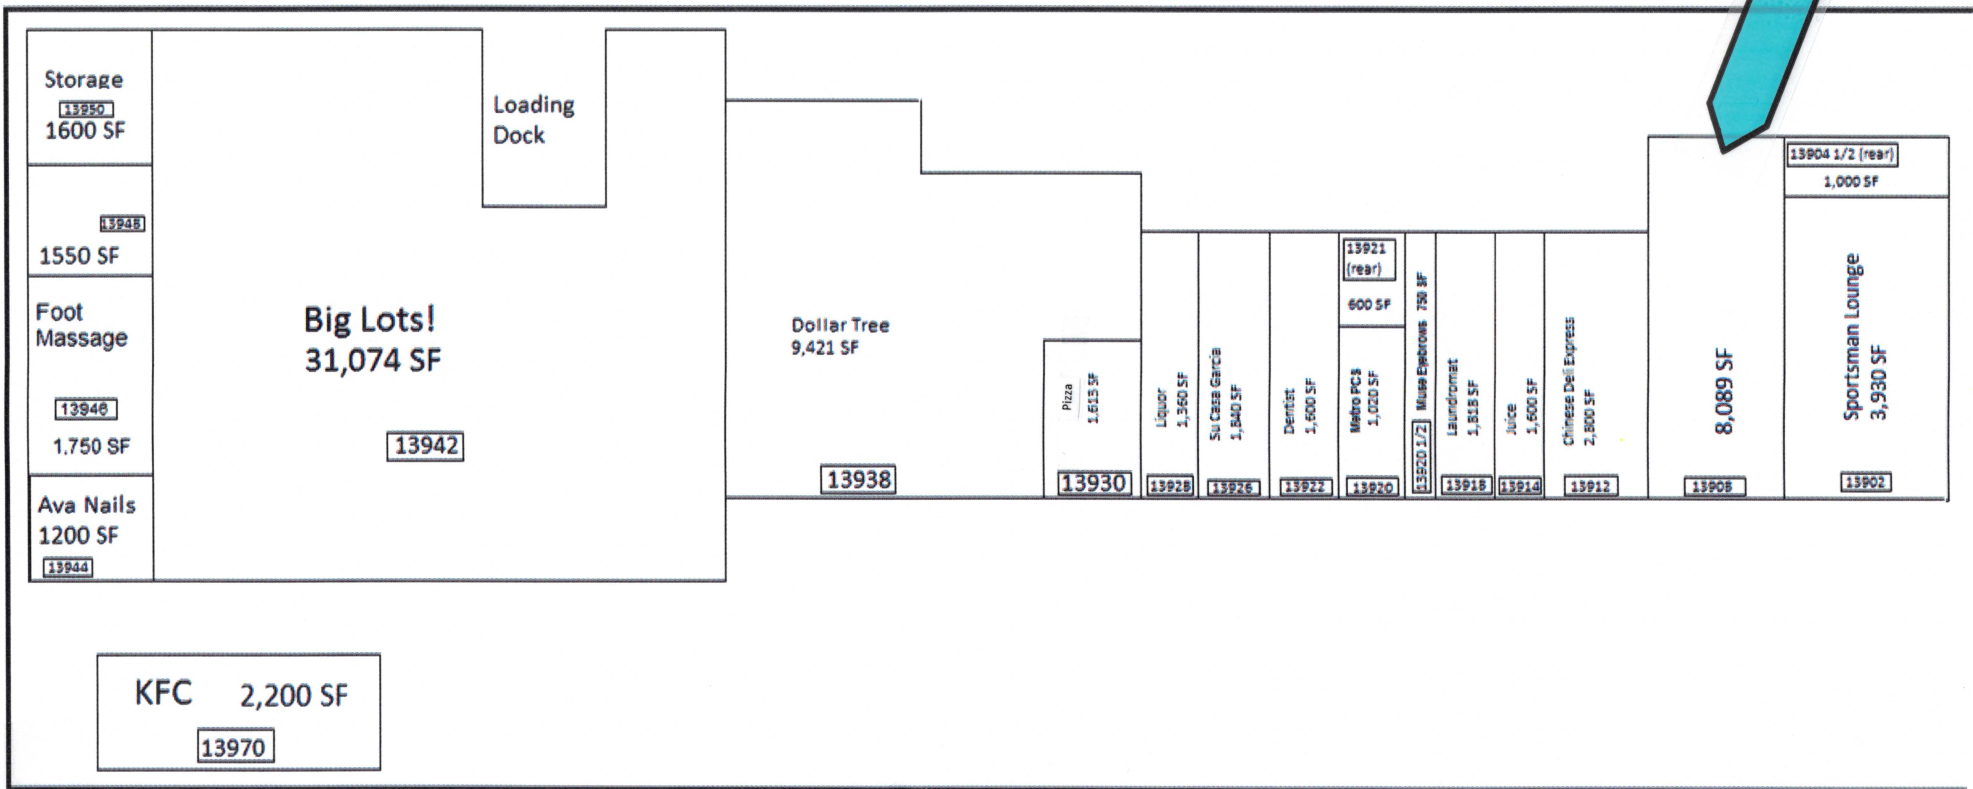 Storage
13950
1600 SF
13948
1550 SF
Foot
Massage
13946
1.750 SF
Ava Nails
1200 SF
13944
Big Lots!
31,074 SF
13942
Loading
Dock
Dollar Tree
9,421 SF
13938
Pizza
1,613 SF
13930
Liquor
1,360 SF
13928
Su Casa Garcia
1,840 SF
13926
Dentist
1,600 SF
13922
13921
(rear)
600 SF
Metro PCS
1,020 SF
13920
13920 1/2 Muse Eyebrows 750 SF
Laundromat
1,818 SF
13918
Juice
1,600 SF
13914
Chinese Deli Express
2,800 SF
13912
8,089 SF
13908
13904 1/2 (rear)
1,000 SF
Sportsman Lounge
3,930 SF
13902
KFC 2,200 SF
13970